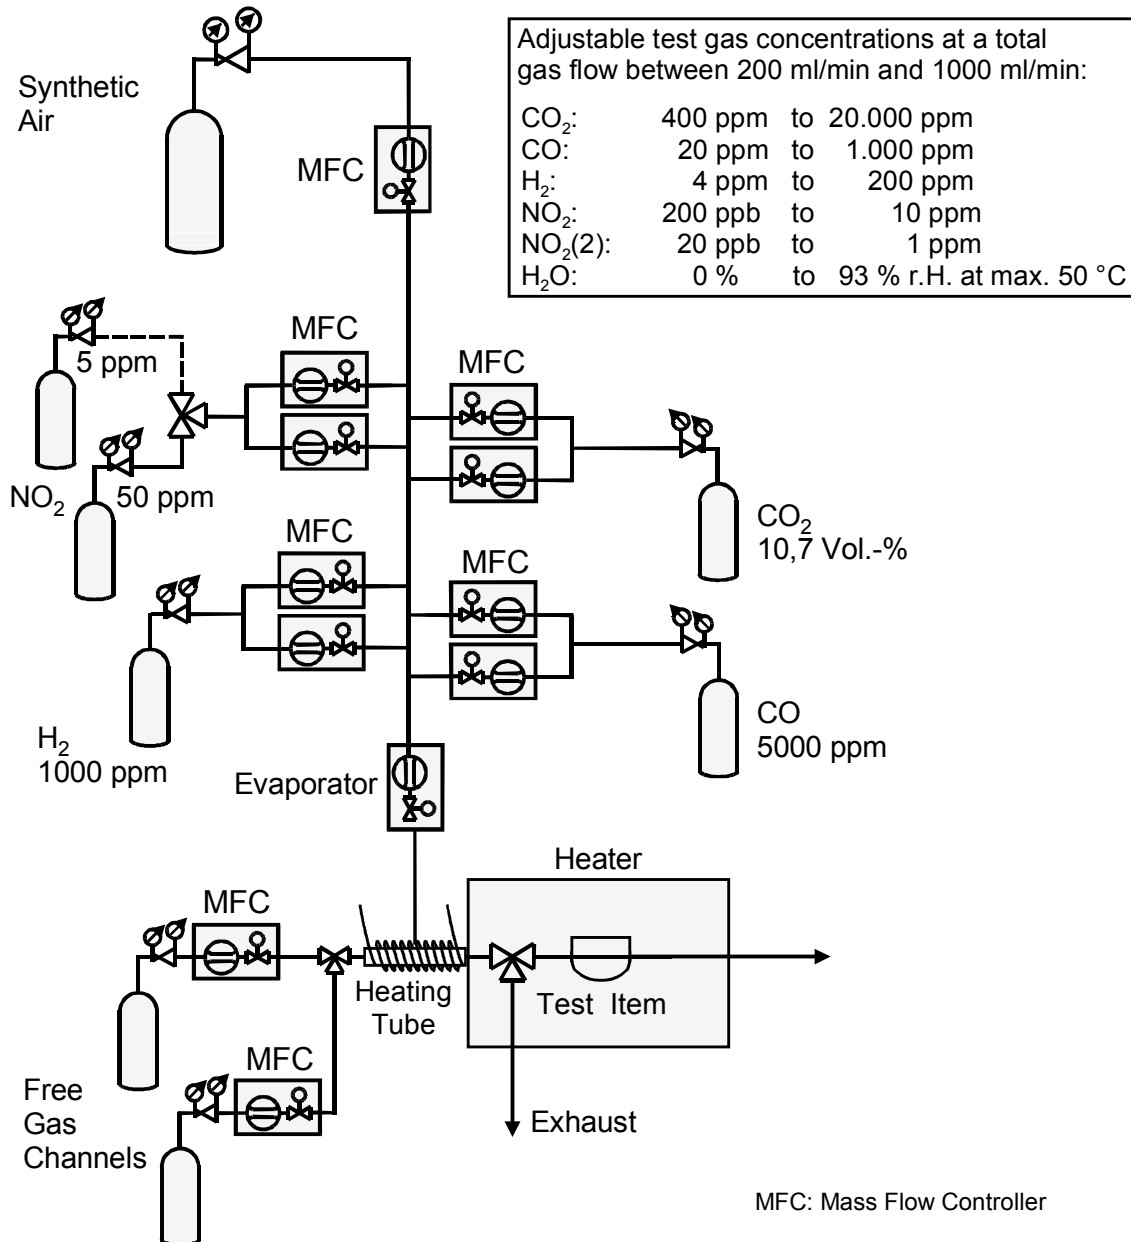 Adjustable test gas concentrations at a total
gas flow between 200 ml/min and 1000 ml/min:
CO₂: 400 ppm to 20.000 ppm
CO: 20 ppm to 1.000 ppm
H₂: 4 ppm to 200 ppm
NO₂: 200 ppb to 10 ppm
NO₂(2): 20 ppb to 1 ppm
H₂O: 0 % to 93 % r.H. at max. 50 °C
Synthetic
Air
MFC
MFC
MFC
5 ppm
NO₂
50 ppm
CO₂
10,7 Vol.-%
MFC
MFC
H₂
1000 ppm
CO
5000 ppm
Evaporator
Heater
MFC
Heating
Tube
Test Item
MFC
Free
Gas
Channels
Exhaust
MFC: Mass Flow Controller